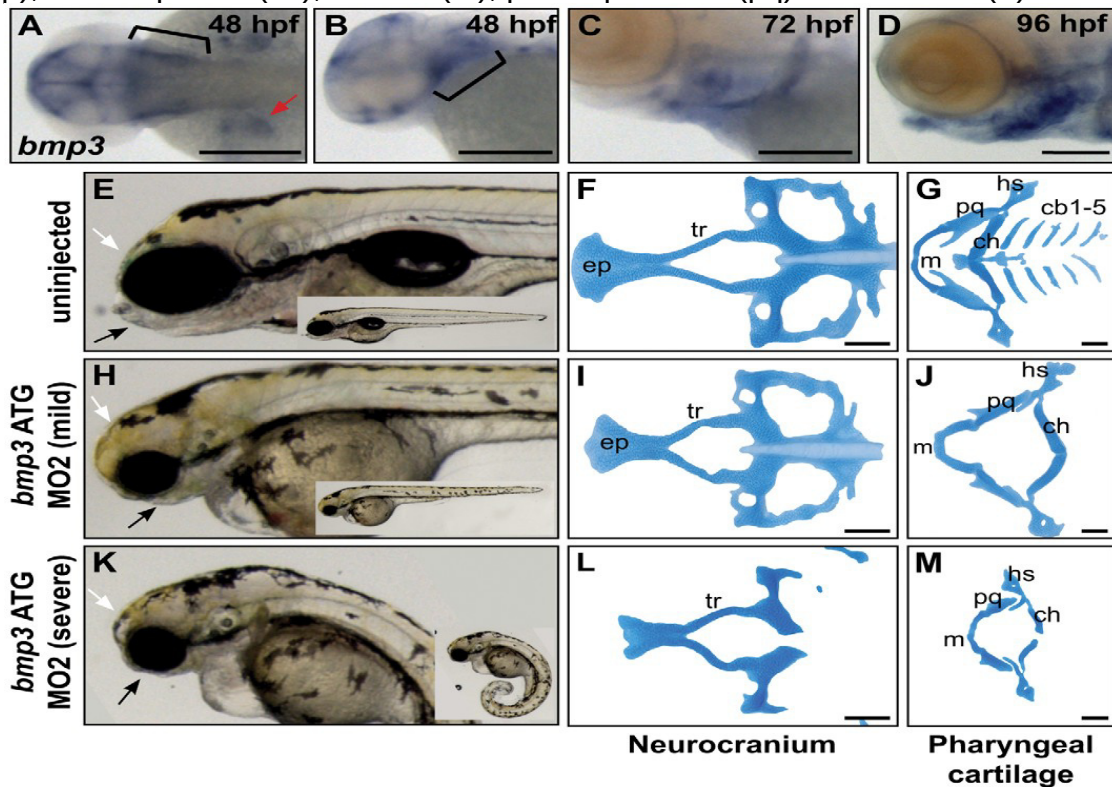 A 48 hpf
B 48 hpf
C 72 hpf
D 96 hpf
bmp3
uninjected
E
F
ep
tr
G
hs
pq
cb1-5
ch
m
bmp3 ATG
MO2 (mild)
H
I
ep
tr
J
hs
pq
ch
m
bmp3 ATG
MO2 (severe)
K
L
tr
M
hs
pq
ch
m
Neurocranium
Pharyngeal
cartilage